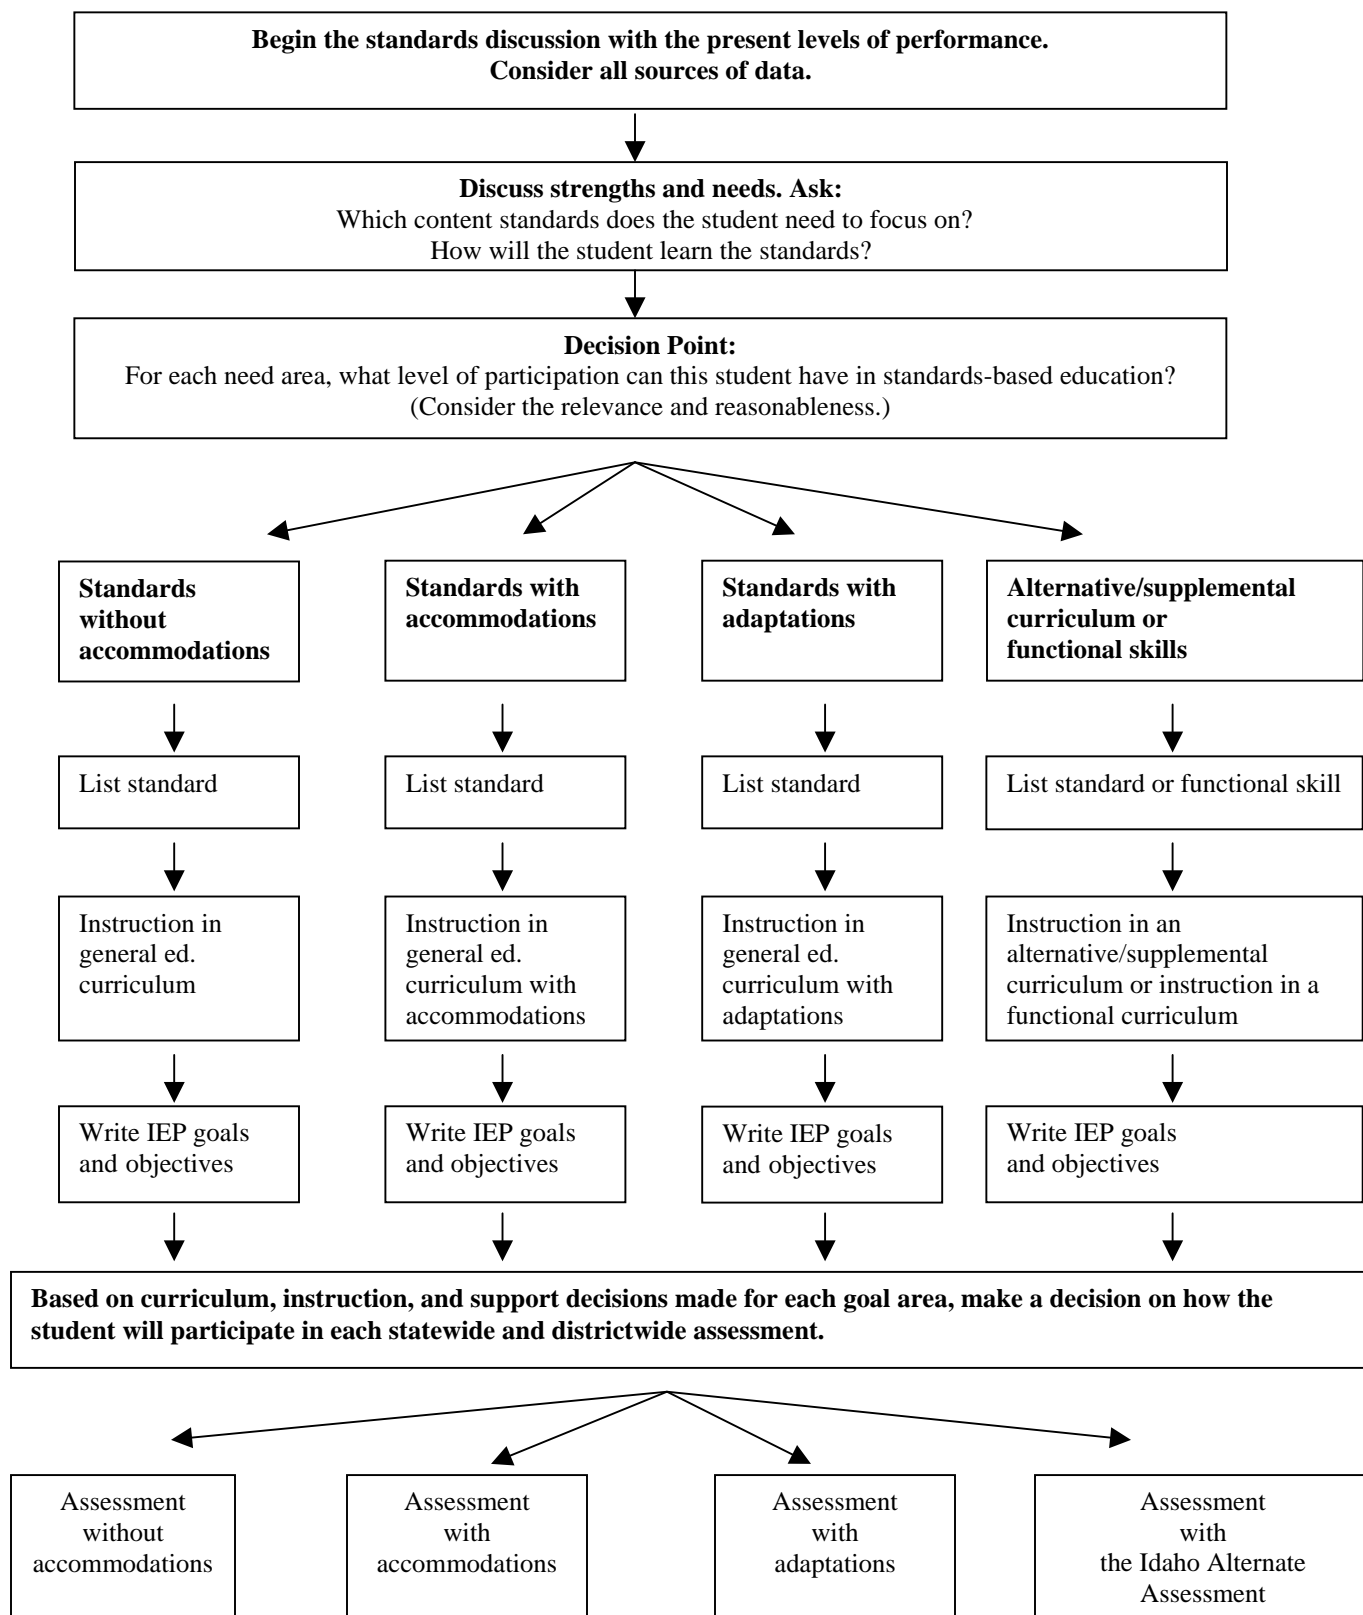 Begin the standards discussion with the present levels of performance.
Consider all sources of data.
Discuss strengths and needs. Ask:
Which content standards does the student need to focus on?
How will the student learn the standards?
Decision Point:
For each need area, what level of participation can this student have in standards-based education?
(Consider the relevance and reasonableness.)
Standards
without
accommodations
Standards with
accommodations
Standards with
adaptations
Alternative/supplemental
curriculum or
functional skills
List standard
List standard
List standard
List standard or functional skill
Instruction in
general ed.
curriculum
Instruction in
general ed.
curriculum with
accommodations
Instruction in
general ed.
curriculum with
adaptations
Instruction in an
alternative/supplemental
curriculum or instruction in a
functional curriculum
Write IEP goals
and objectives
Write IEP goals
and objectives
Write IEP goals
and objectives
Write IEP goals
and objectives
Based on curriculum, instruction, and support decisions made for each goal area, make a decision on how the
student will participate in each statewide and districtwide assessment.
Assessment
without
accommodations
Assessment
with
accommodations
Assessment
with
adaptations
Assessment
with
the Idaho Alternate
Assessment